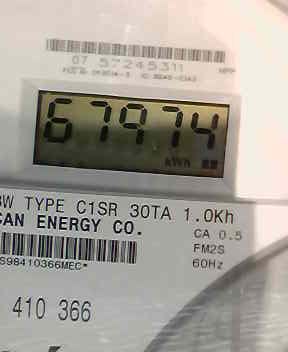 07 57245311
67974
kWh
3W TYPE C1SR 30TA 1.0Kh
CAN ENERGY CO.
CA 0.5
FM2S
60Hz
S98410366MEC*
410 366